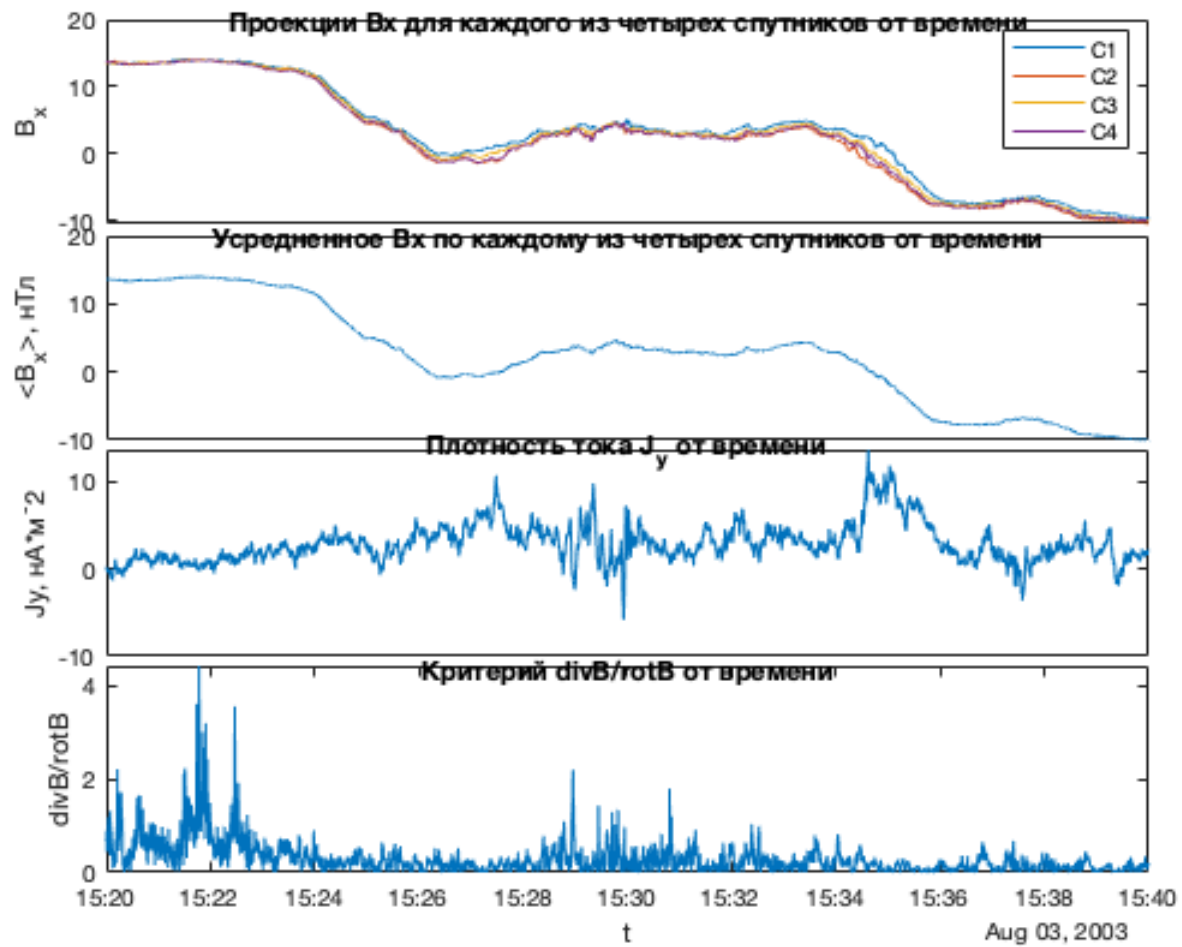 Проекции Bx для каждого из четырех спутников от времени
20
10
0
-10
B_x
C1
C2
C3
C4
Усредненное Bx по каждому из четырех спутников от времени
20
10
0
-10
<B_x>, нТл
Плотность тока J_y от времени
10
0
-10
Jy, нА*м^-2
Критерий divB/rotB от времени
4
2
0
divB/rotB
15:20 15:22 15:24 15:26 15:28 15:30 15:32 15:34 15:36 15:38 15:40
t
Aug 03, 2003